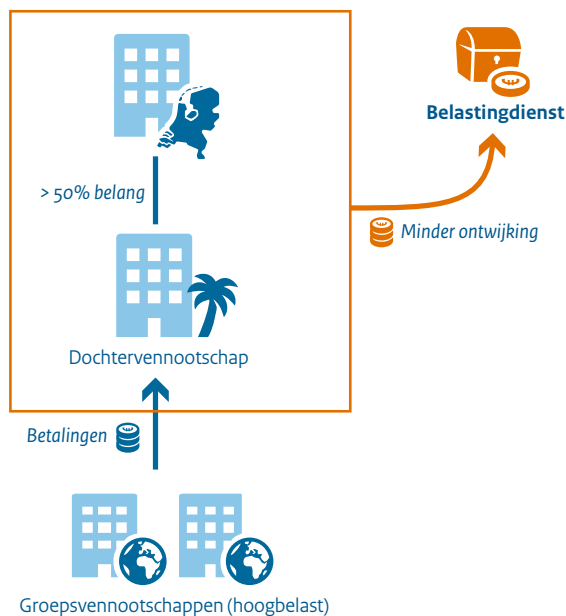 Belastingdienst
> 50% belang
Minder ontwijking
Dochtervennootschap
Betalingen
Groepsvennootschappen (hoogbelast)